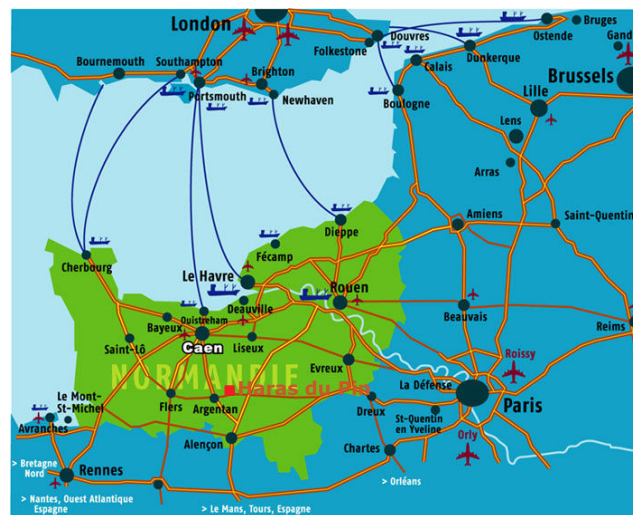 London
Bournemouth
Southampton
Portsmouth
Brighton
Newhaven
Folkestone
Douvres
Ostende
Bruges
Gand
Calais
Dunkerque
Brussels
Boulogne
Lille
Lens
Arras
Amiens
Saint-Quentin
Dieppe
Fécamp
Cherbourg
Le Havre
Rouen
Deauville
Ouistreham
Bayeux
Caen
Liseux
Beauvais
Reims
Saint-Lô
Evreux
Roissy
NORMANDIE
Haras du Pin
La Défense
Paris
Le Mont-
St-Michel
Avranches
Flers
Argentan
Dreux
St-Quentin
en Yveline
Orly
Alençon
Chartes
> Bretagne
Nord
Rennes
> Orléans
> Nantes, Ouest Atlantique
Espagne
> Le Mans, Tours, Espagne